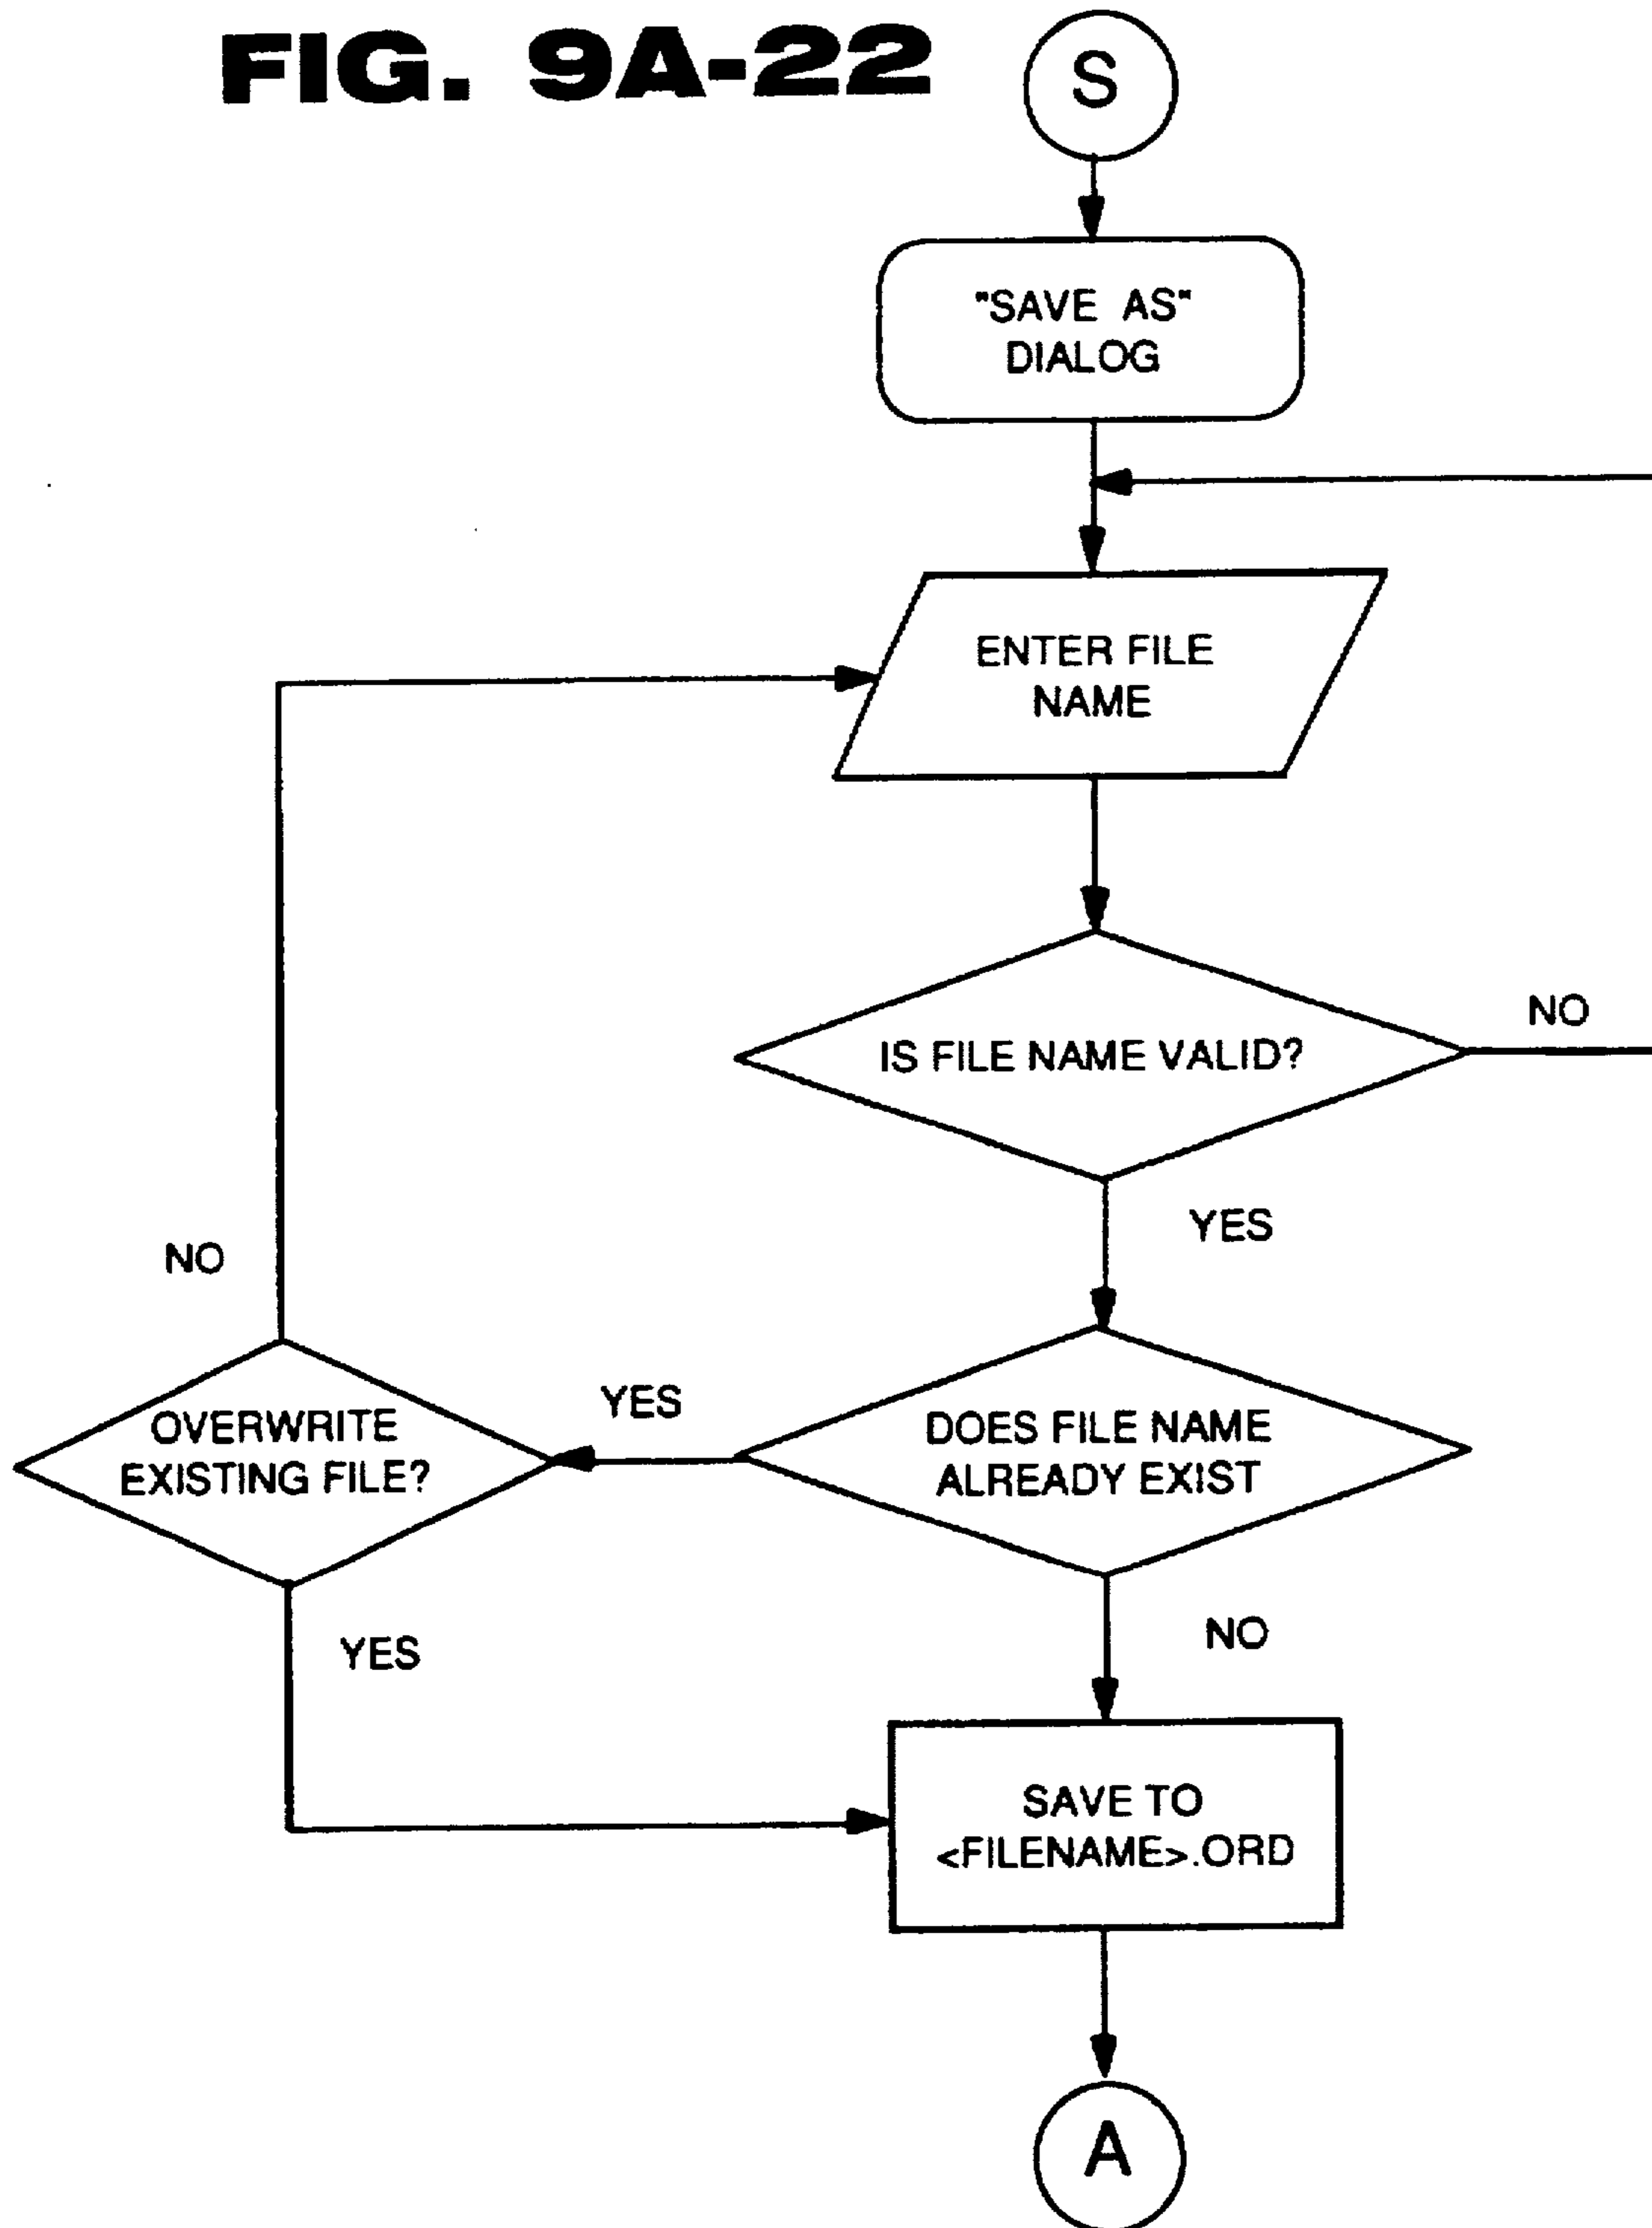 FIG. 9A-22
S
"SAVE AS"
DIALOG
ENTER FILE
NAME
IS FILE NAME VALID?
NO
YES
NO
OVERWRITE
EXISTING FILE?
YES
DOES FILE NAME
ALREADY EXIST
YES
NO
SAVE TO
<FILENAME>.ORD
A